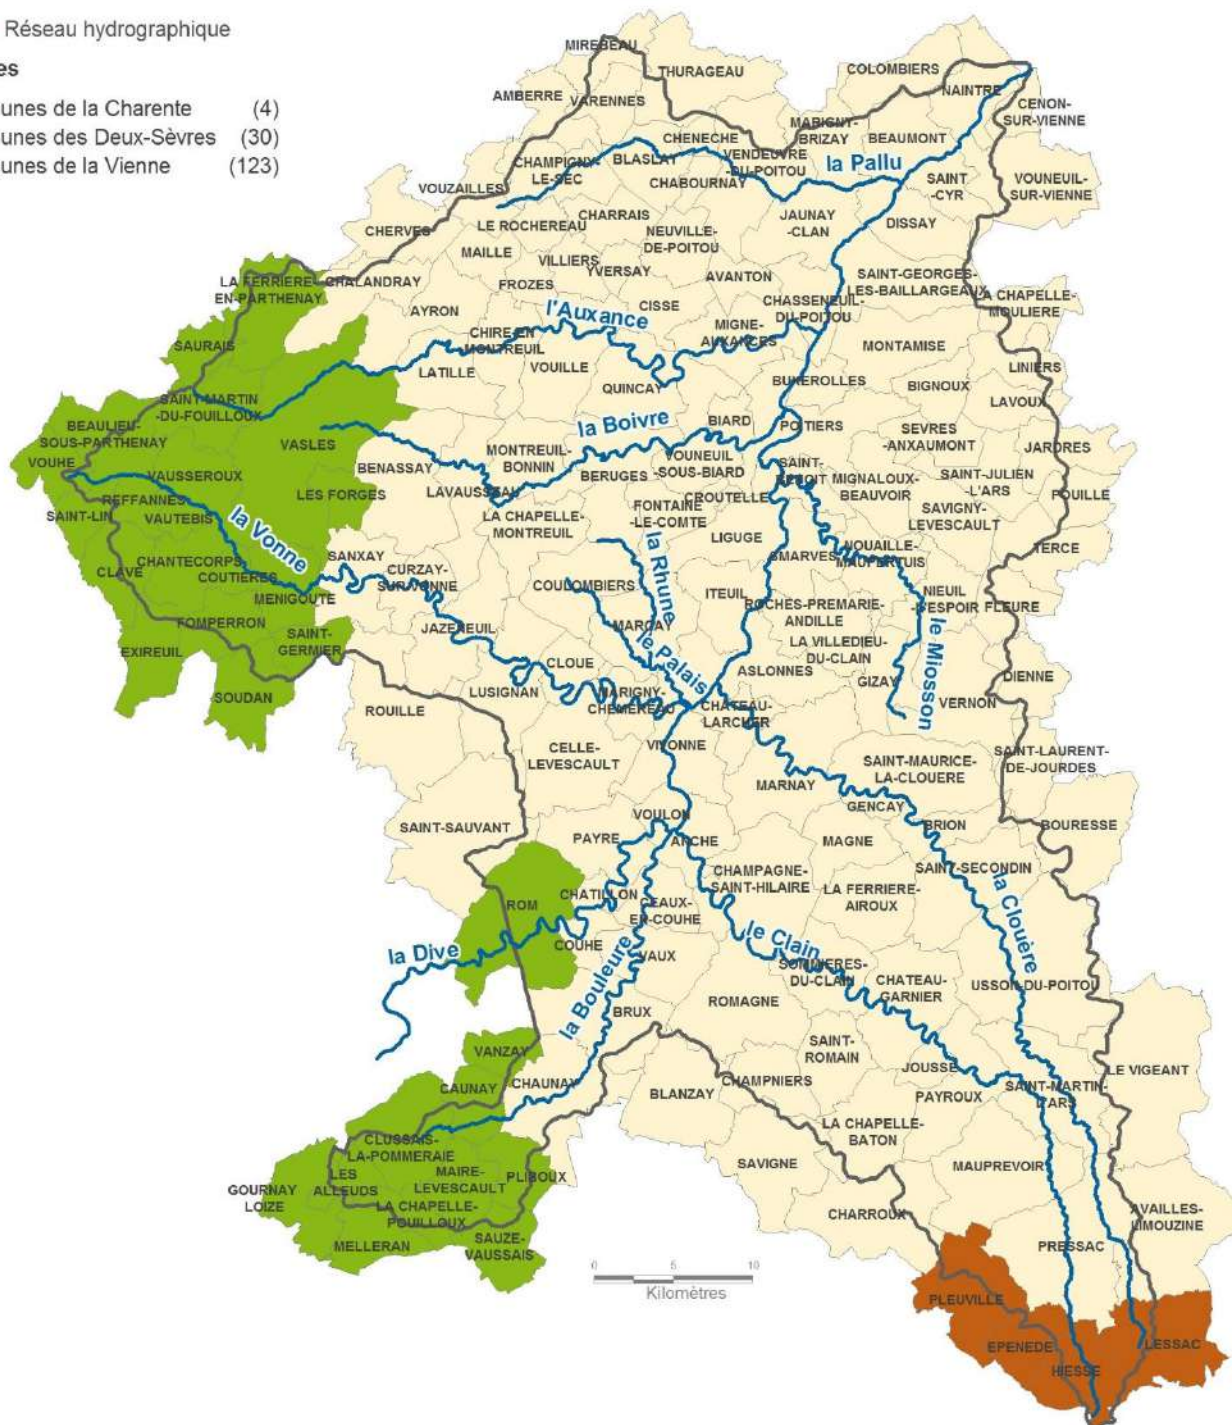 Réseau hydrographique
es
unes de la Charente (4)
unes des Deux-Sèvres (30)
unes de la Vienne (123)
MIREBEAU
THURAGEAU
COLOMBIERS
NAINTRE
AMBERRE
VARENNES
CENON-
SUR-VIENNE
MARIGNY-
BRIZAY
BEAUMONT
CHENECHE
CHAMPIGNY-
LE-SEC
BLASLAY
VENDEUVRE
-DU-POITOU
la Pallu
SAINT
-CYR
VOUNEUIL-
SUR-VIENNE
VOUZAILLES
CHABOURNAY
CHERVES
LE ROCHEREAU
CHARRAIS
JAUNAY
-CLAN
DISSAY
NEUVILLE-
DE-POITOU
MAILLE
VILLIERS
YVERSAY
AVANTON
SAINT-GEORGES-
LES-BAILLARGEAUX
LA FERRIERE-
EN-PARTHENAY
CHALANDRAY
FROZES
CISSE
LA CHAPELLE-
MOULIERE
AYRON
l'Auxance
CHASSENEUIL-
DU-POITOU
CHIRE-EN
MONTREUIL
MIGNE-
AUXANCES
SAURAIS
MONTAMISE
LATILLE
VOUILLE
LINIERS
QUINCAY
BUXEROLLES
BIGNOUX
LAVOUX
SAINT-MARTIN
-DU-FOUILLOUX
BEAULIEU-
SOUS-PARTHENAY
la Boivre
BIARD
POITIERS
SEVRES
-ANXAUMONT
JARDRES
VASLES
VOUHE
BENASSAY
MONTREUIL-
BONNIN
BERUGES
VOUNEUIL
-SOUS-BIARD
SAINT-
BENOIT
MIGNALOUX-
BEAUVOIR
SAINT-JULIEN
L'ARS
POUILLE
VAUSSEROUX
LES FORGES
LAVAUSSEAU
CROUTELLE
REFFANNES
SAINT-LIN
VAUTEBIS
la Vonne
LA CHAPELLE-
MONTREUIL
FONTAINE
-LE-COMTE
LIGUGE
SAVIGNY-
LEVESCAULT
NOUAILLE-
MAUPERTUIS
TERCE
SMARVES
CHANTECORPS
CLAVE
COUTIERES
SANXAY
CURZAY-
SUR-VONNE
COULOMBIERS
la Rhune
ITEUIL
NIEUIL
-L'ESPOIR
FLEURE
MENIGOUTE
ROCHES-PREMARIE-
ANDILLE
FOMPERRON
JAZENEUIL
MARCAY
le Palais
LA VILLEDIEU-
DU-CLAIN
le Miosson
EXIREUIL
SAINT-
GERMIER
CLOUE
ASLONNES
GIZAY
DIENNE
SOUDAN
LUSIGNAN
MARIGNY-
CHEMEREAU
CHATEAU-
LARCHER
VERNON
ROUILLE
CELLE-
LEVESCAULT
VIVONNE
SAINT-MAURICE-
LA-CLOUERE
SAINT-LAURENT-
DE-JOURDES
MARNAY
GENCAY
SAINT-SAUVANT
VOULON
PAYRE
ANCHE
MAGNE
BRION
BOURESSE
CHAMPAGNE-
SAINT-HILAIRE
SAINT-SECONDIN
ROM
CHATILLON
CEAUX-
EN-COUHE
LA FERRIERE-
AIROUX
la Clouère
la Dive
COUHE
le Clain
VAUX
SOMMIERES-
DU-CLAIN
CHATEAU-
GARNIER
USSON-DU-POITOU
la Bouleure
BRUX
ROMAGNE
SAINT-
ROMAIN
VANZAY
JOUSSE
LE VIGEANT
CAUNAY
CHAUNAY
BLANZAY
CHAMPNIERS
PAYROUX
SAINT-MARTIN-
L'ARS
LA CHAPELLE-
BATON
CLUSSAIS-
LA-POMMERAIE
LES
ALLEUDS
MAIRE-
LEVESCAULT
PLIBOUX
SAVIGNE
MAUPREVOIR
GOURNAY
LOIZE
LA CHAPELLE-
POUILLOUX
CHARROUX
AVAILLES-
LIMOUZINE
MELLERAN
SAUZE-
VAUSSAIS
PRESSAC
0 5 10
Kilomètres
PLEUVILLE
EPENEDE
HIESSE
LESSAC